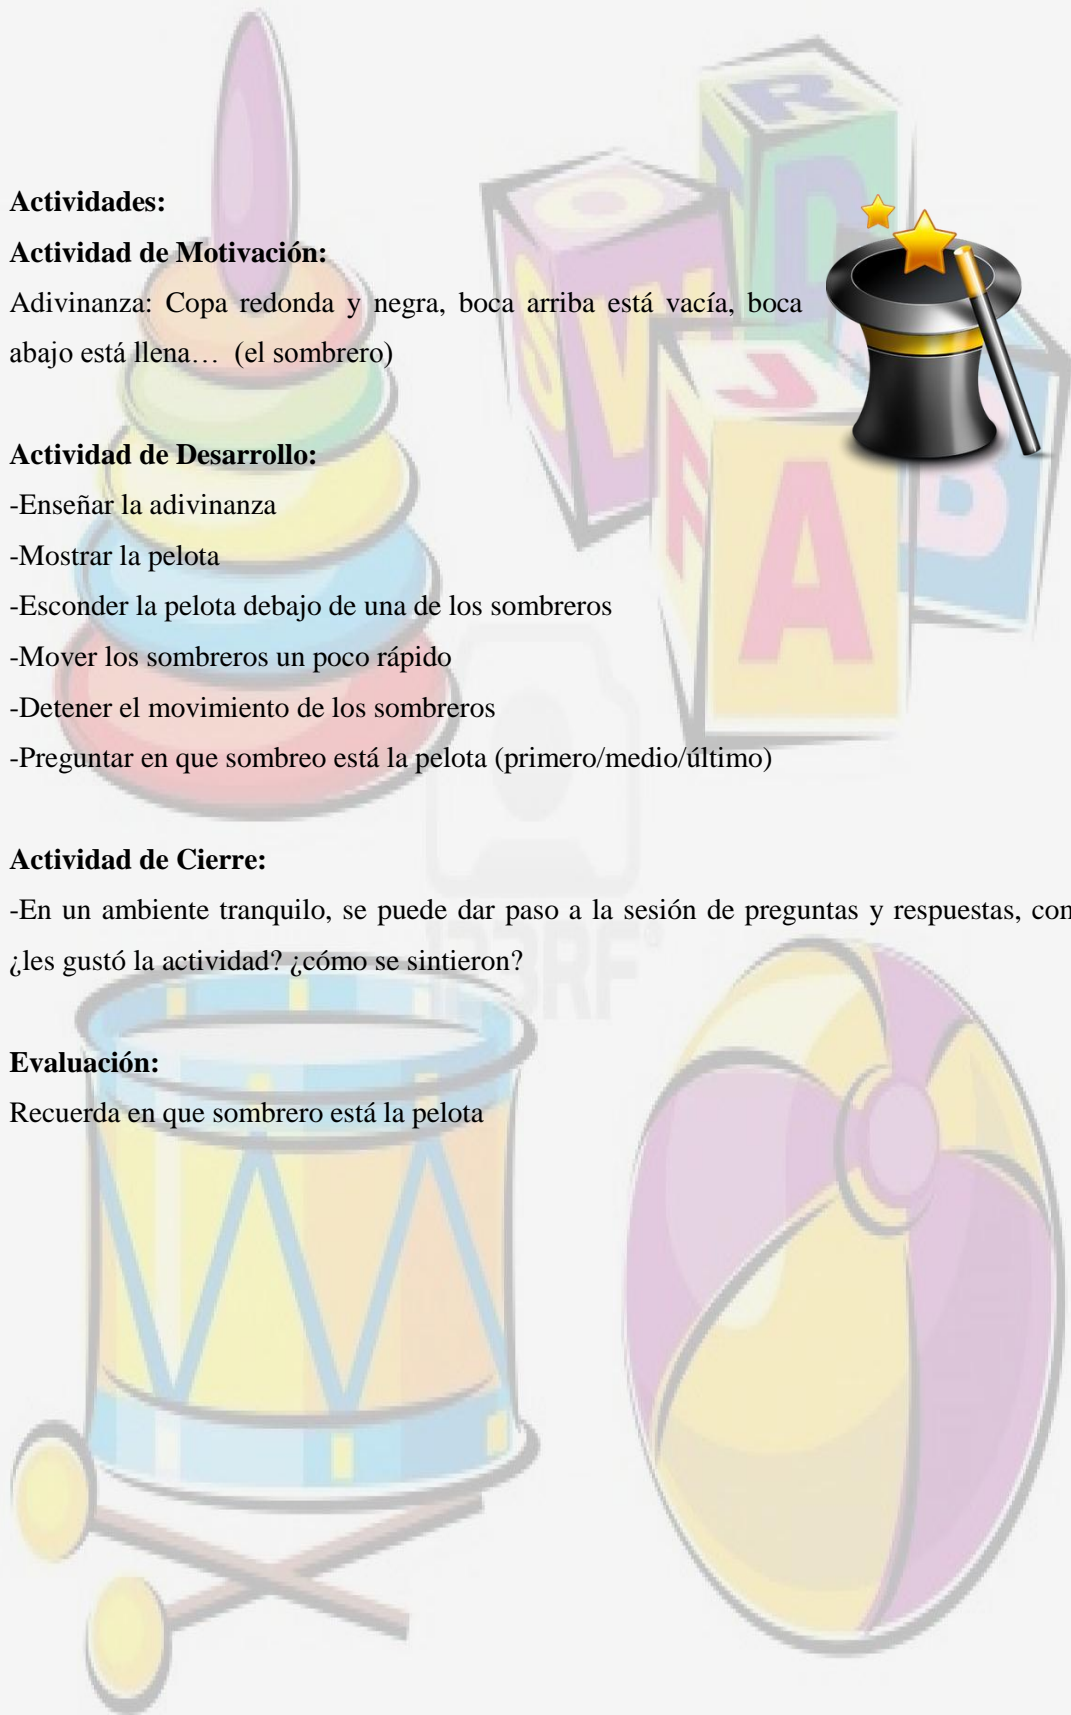 Actividades:
Actividad de Motivación:
Adivinanza: Copa redonda y negra, boca arriba está vacía, boca
abajo está llena… (el sombrero)
Actividad de Desarrollo:
-Enseñar la adivinanza
-Mostrar la pelota
-Esconder la pelota debajo de una de los sombreros
-Mover los sombreros un poco rápido
-Detener el movimiento de los sombreros
-Preguntar en que sombreo está la pelota (primero/medio/último)
Actividad de Cierre:
-En un ambiente tranquilo, se puede dar paso a la sesión de preguntas y respuestas, con
¿les gustó la actividad? ¿cómo se sintieron?
Evaluación:
Recuerda en que sombrero está la pelota
R
O
T D
S W
J
F A B
123RF®